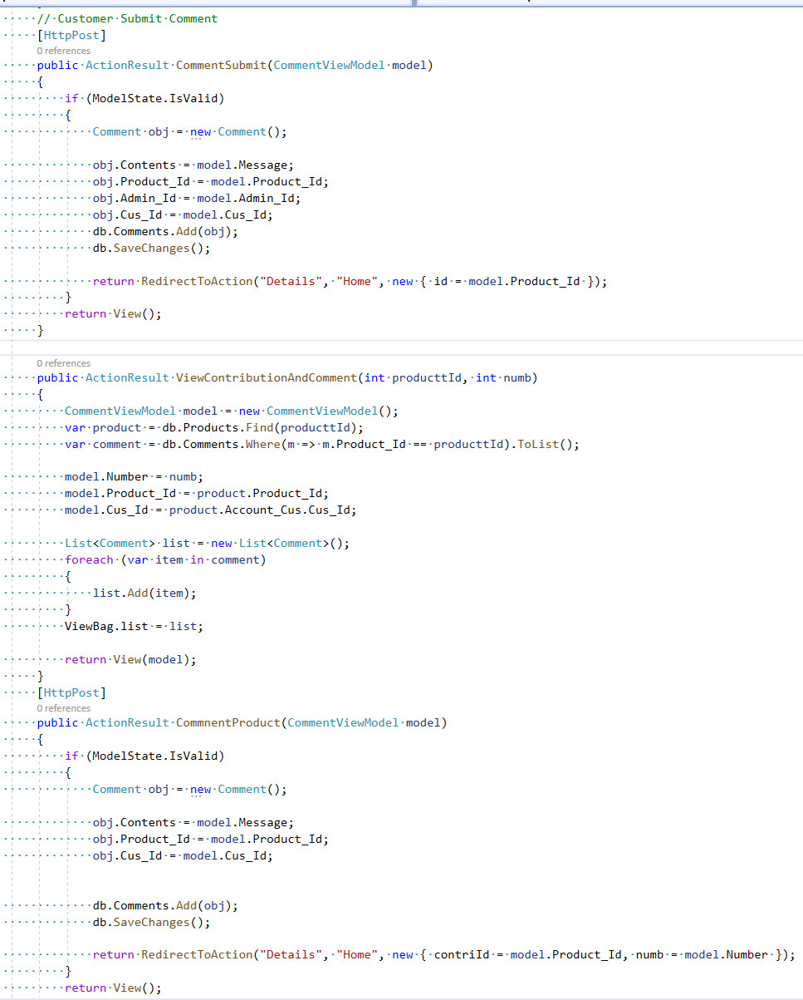 // Customer Submit Comment
[HttpPost]
0 references
public ActionResult CommentSubmit(CommentViewModel model)
{
if (ModelState.IsValid)
{
Comment obj = new Comment();
obj.Contents = model.Message;
obj.Product_Id = model.Product_Id;
obj.Admin_Id = model.Admin_Id;
obj.Cus_Id = model.Cus_Id;
db.Comments.Add(obj);
db.SaveChanges();
return RedirectToAction("Details", "Home", new { id = model.Product_Id });
}
return View();
}
0 references
public ActionResult ViewContributionAndComment(int producttId, int numb)
{
CommentViewModel model = new CommentViewModel();
var product = db.Products.Find(producttId);
var comment = db.Comments.Where(m => m.Product_Id == producttId).ToList();
model.Number = numb;
model.Product_Id = product.Product_Id;
model.Cus_Id = product.Account_Cus.Cus_Id;
List<Comment> list = new List<Comment>();
foreach (var item in comment)
{
list.Add(item);
}
ViewBag.list = list;
return View(model);
}
[HttpPost]
0 references
public ActionResult CommnentProduct(CommentViewModel model)
{
if (ModelState.IsValid)
{
Comment obj = new Comment();
obj.Contents = model.Message;
obj.Product_Id = model.Product_Id;
obj.Cus_Id = model.Cus_Id;
db.Comments.Add(obj);
db.SaveChanges();
return RedirectToAction("Details", "Home", new { contriId = model.Product_Id, numb = model.Number });
}
return View();